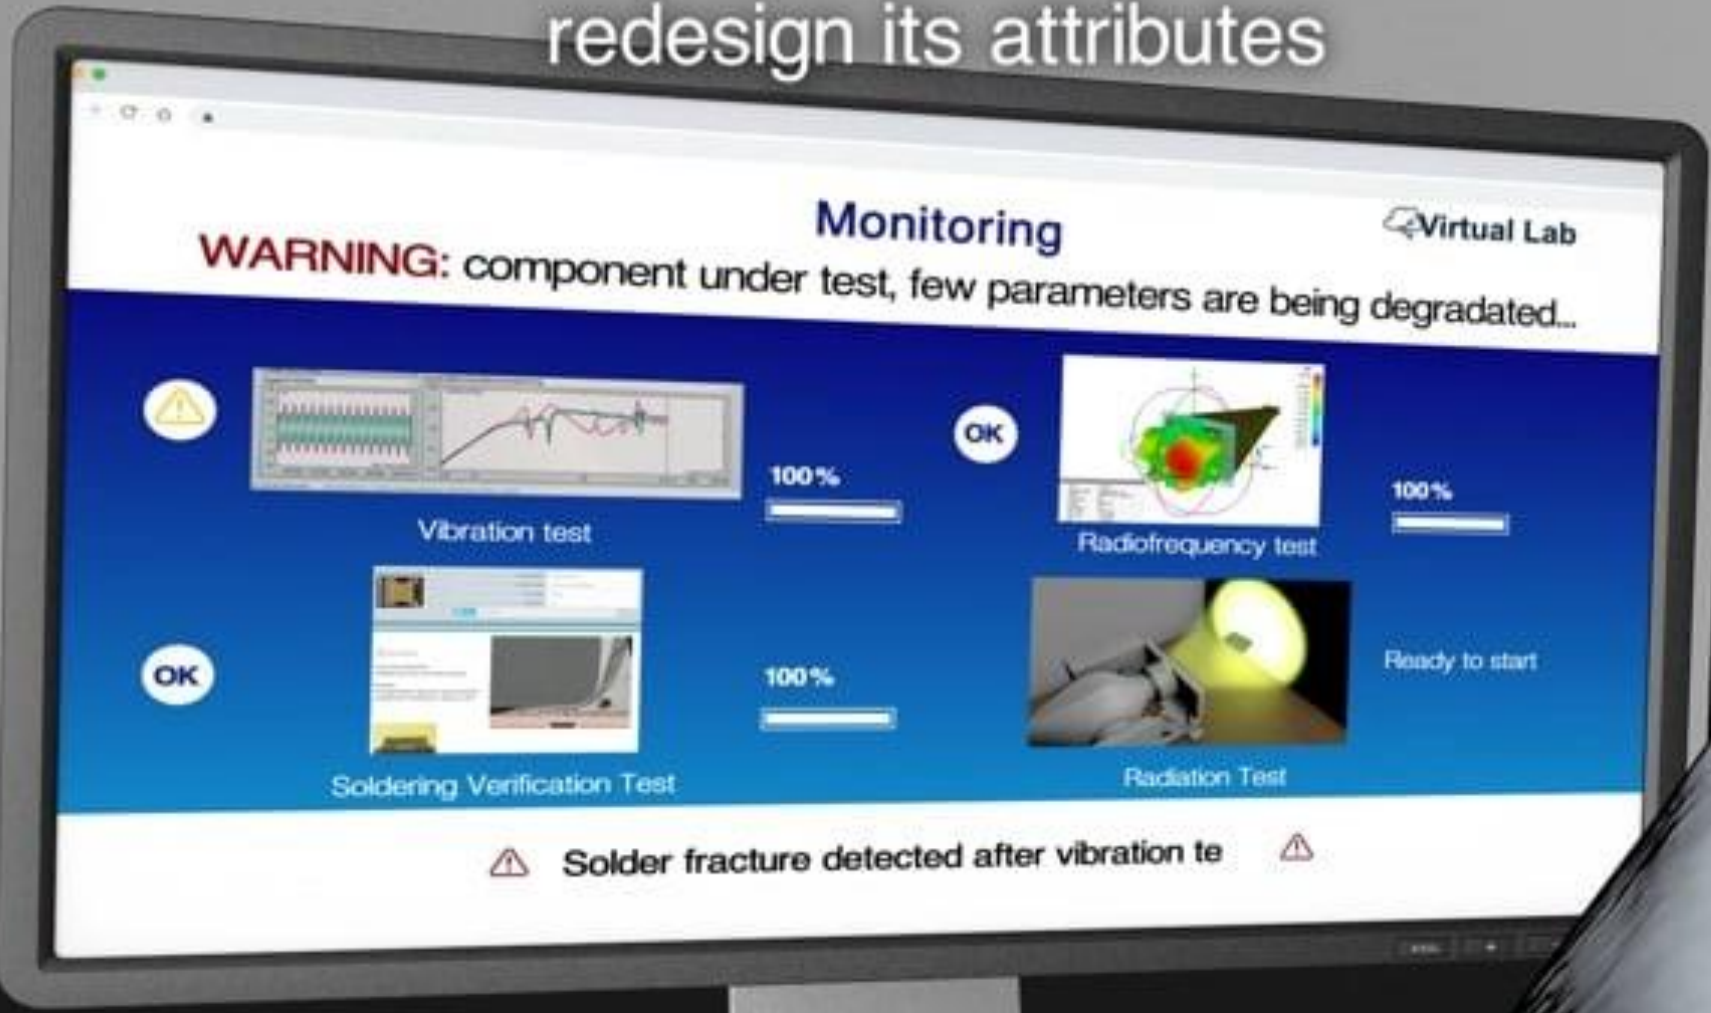 redesign its attributes
Monitoring
Virtual Lab
WARNING: component under test, few parameters are being degradated...
OK
100%
100%
Vibration test
Radiofrequency test
OK
100%
Ready to start
Soldering Verification Test
Radiation Test
Solder fracture detected after vibration te